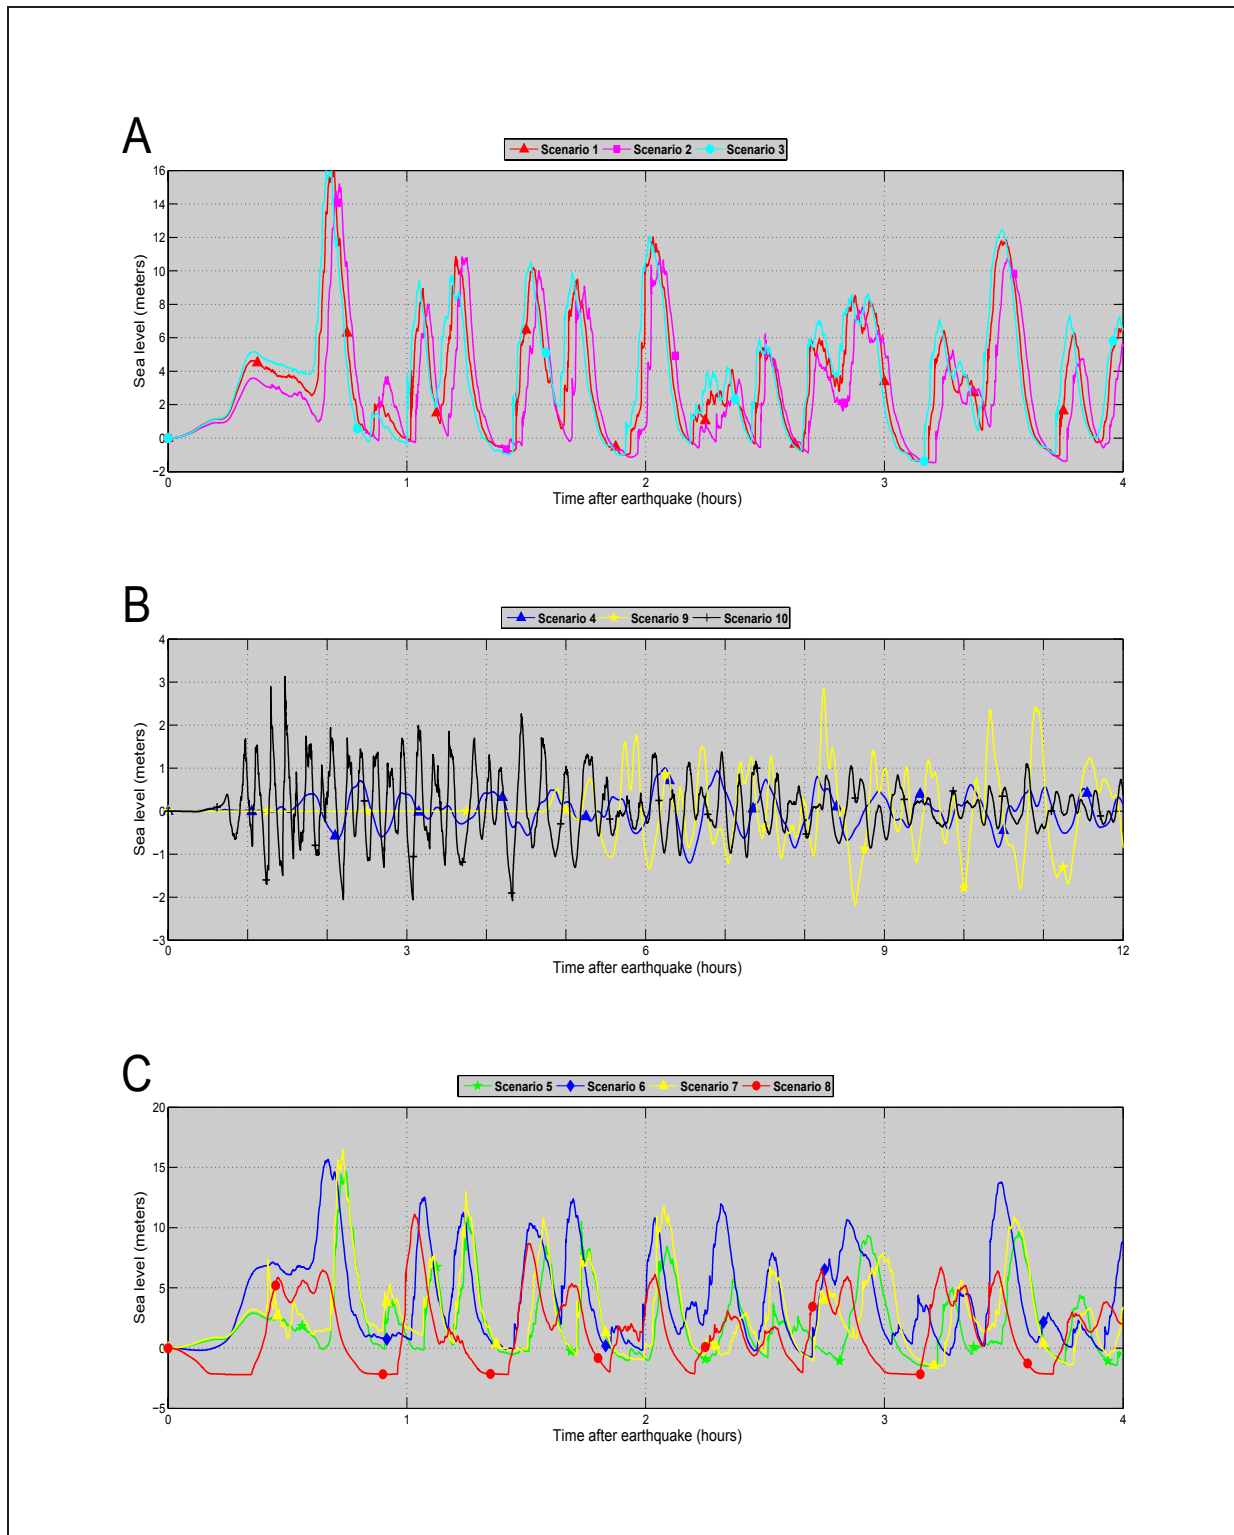 A
Scenario 1 Scenario 2 Scenario 3
Sea level (meters)
16
14
12
10
8
6
4
2
0
−2
0 1 2 3 4
Time after earthquake (hours)
B
Scenario 4 Scenario 9 Scenario 10
Sea level (meters)
4
3
2
1
0
−1
−2
−3
0 3 6 9 12
Time after earthquake (hours)
C
Scenario 5 Scenario 6 Scenario 7 Scenario 8
Sea level (meters)
20
15
10
5
0
−5
0 1 2 3 4
Time after earthquake (hours)